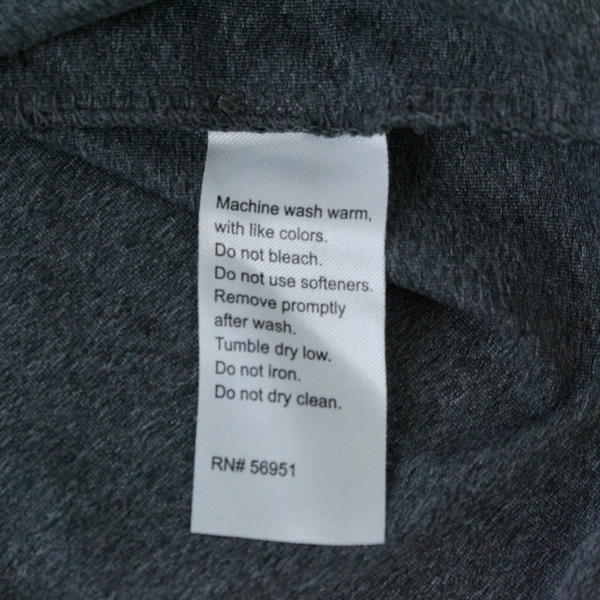 Machine wash warm,
with like colors.
Do not bleach.
Do not use softeners.
Remove promptly
after wash.
Tumble dry low.
Do not iron.
Do not dry clean.
RN# 56951